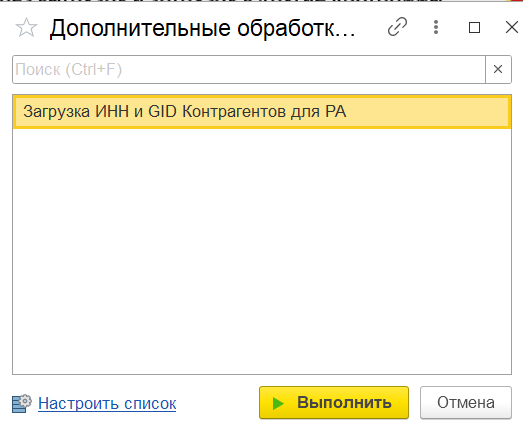 Дополнительные обработк...
Поиск (Ctrl+F)
Загрузка ИНН и GID Контрагентов для РА
Настроить список
Выполнить
Отмена